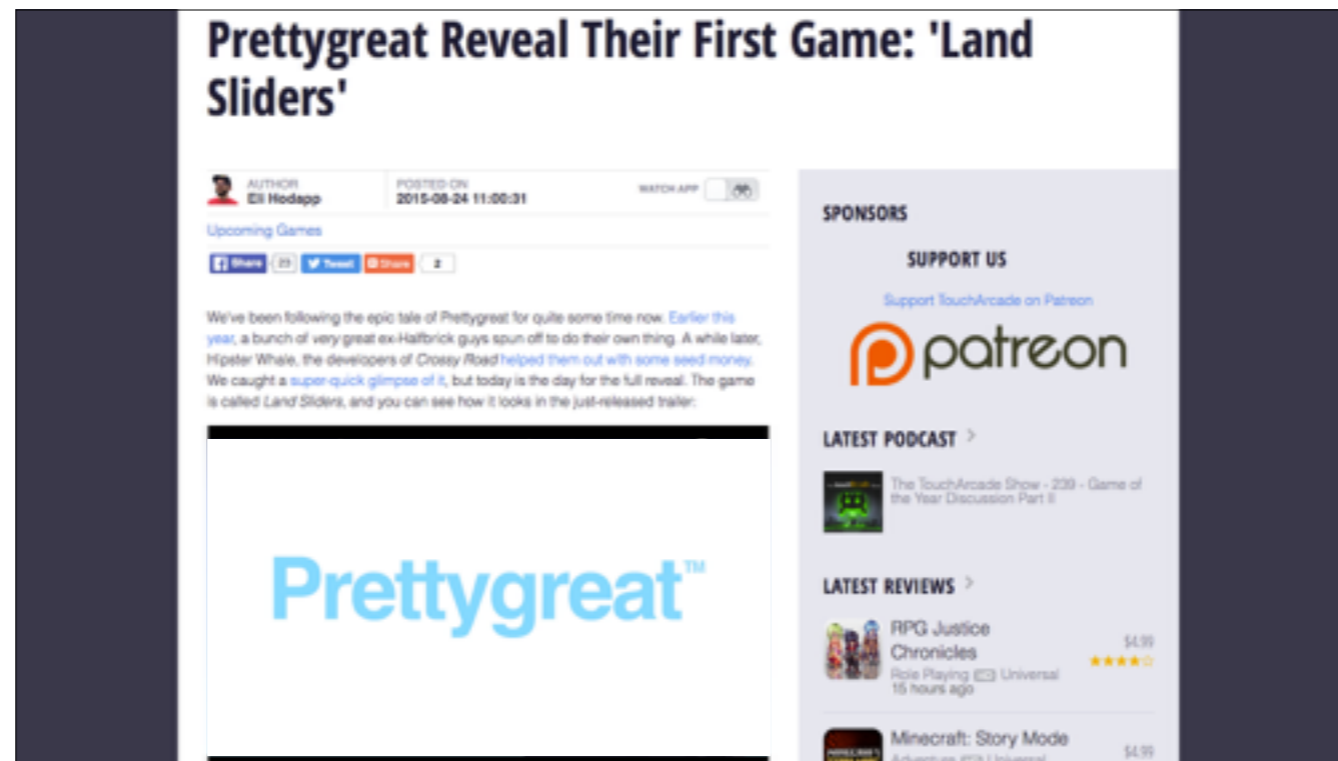 Prettygreat Reveal Their First Game: 'Land
Sliders'
AUTHOR
Eli Hodapp
POSTED ON
2015-08-24 11:00:31
WATCH APP
Upcoming Games
Share 23 Tweet Share 2
We've been following the epic tale of Prettygreat for quite some time now. Earlier this
year, a bunch of very great ex-Halfbrick guys spun off to do their own thing. A while later,
Hipster Whale, the developers of Crossy Road helped them out with some seed money.
We caught a super-quick glimpse of it, but today is the day for the full reveal. The game
is called Land Sliders, and you can see how it looks in the just-released trailer:
Prettygreat™
SPONSORS
SUPPORT US
Support TouchArcade on Patreon
patreon
LATEST PODCAST >
The TouchArcade Show - 239 - Game of
the Year Discussion Part II
LATEST REVIEWS >
RPG Justice
Chronicles
$4.99
Role Playing Universal
15 hours ago
Minecraft: Story Mode
$4.99
Adventure Universal